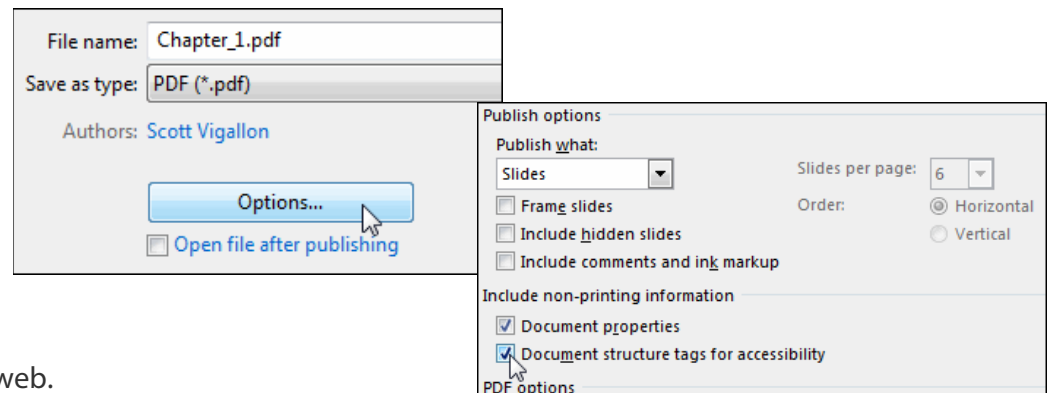 File name: Chapter_1.pdf
Save as type: PDF (*.pdf)
Authors: Scott Vigallon
Options...
Open file after publishing
Publish options
Publish what:
Slides
Slides per page: 6
Frame slides
Order: Horizontal
Include hidden slides
Vertical
Include comments and ink markup
Include non-printing information
Document properties
Document structure tags for accessibility
PDF options
web.